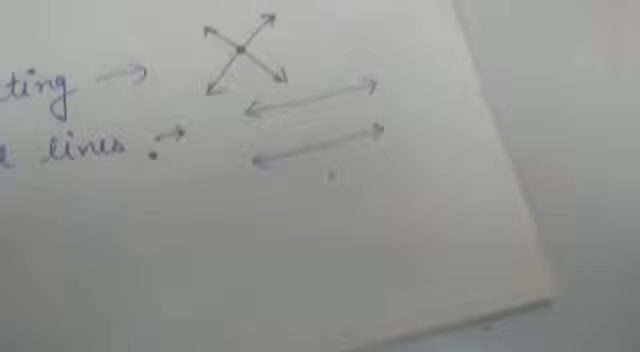 ting →
lines :→